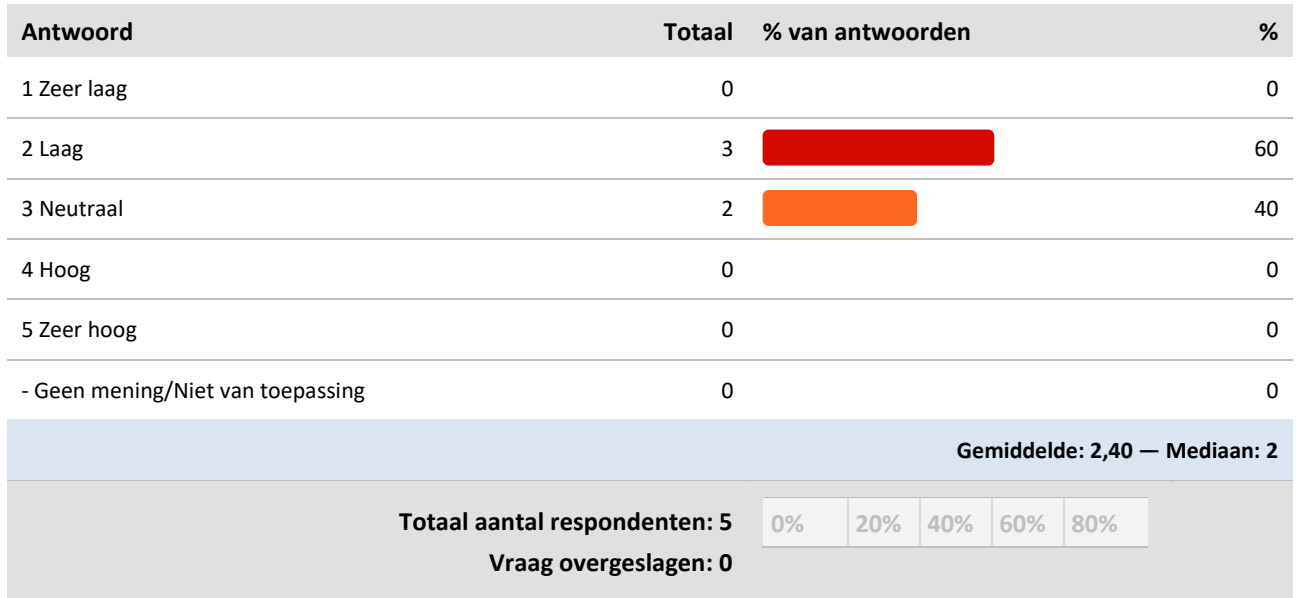 Antwoord Totaal % van antwoorden %
1 Zeer laag 0 0
2 Laag 3 60
3 Neutraal 2 40
4 Hoog 0 0
5 Zeer hoog 0 0
- Geen mening/Niet van toepassing 0 0
Gemiddelde: 2,40 — Mediaan: 2
Totaal aantal respondenten: 5 0% 20% 40% 60% 80%
Vraag overgeslagen: 0